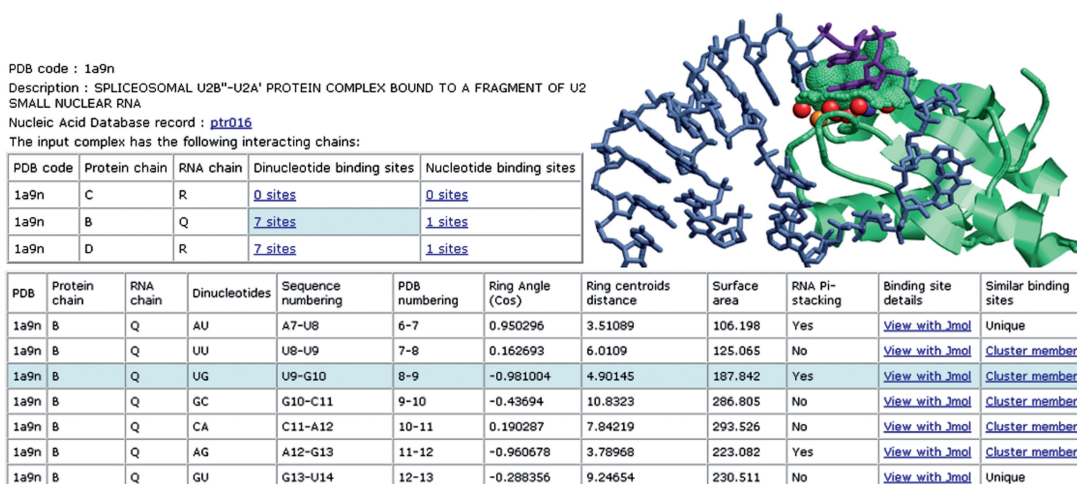 PDB code : 1a9n
Description : SPLICEOSOMAL U2B"-U2A' PROTEIN COMPLEX BOUND TO A FRAGMENT OF U2
SMALL NUCLEAR RNA
Nucleic Acid Database record : ptr016
The input complex has the following interacting chains:
PDB code Protein chain RNA chain Dinucleotide binding sites Nucleotide binding sites
1a9n C R 0 sites 0 sites
1a9n B Q 7 sites 1 sites
1a9n D R 7 sites 1 sites
PDB Protein chain RNA chain Dinucleotides Sequence numbering PDB numbering Ring Angle (Cos) Ring centroids distance Surface area RNA Pi-stacking Binding site details Similar binding sites
1a9n B Q AU A7-U8 6-7 0.950296 3.51089 106.198 Yes View with Jmol Unique
1a9n B Q UU U8-U9 7-8 0.162693 6.0109 125.065 No View with Jmol Cluster member
1a9n B Q UG U9-G10 8-9 -0.981004 4.90145 187.842 Yes View with Jmol Cluster member
1a9n B Q GC G10-C11 9-10 -0.43694 10.8323 286.805 No View with Jmol Cluster member
1a9n B Q CA C11-A12 10-11 0.190287 7.84219 293.526 No View with Jmol Cluster member
1a9n B Q AG A12-G13 11-12 -0.960678 3.78968 223.082 Yes View with Jmol Cluster member
1a9n B Q GU G13-U14 12-13 -0.288356 9.24654 230.511 No View with Jmol Unique